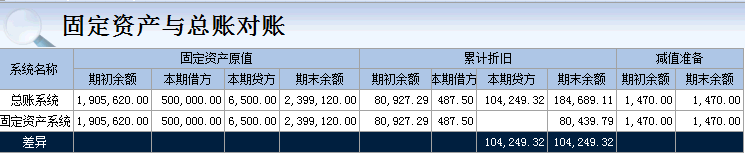 固定资产与总账对账
系统名称 固定资产原值 累计折旧 减值准备
期初余额 本期借方 本期贷方 期末余额 期初余额 本期借方 本期贷方 期末余额 期初余额 期末余额
总账系统 1,905,620.00 500,000.00 6,500.00 2,399,120.00 80,927.29 487.50 104,249.32 184,689.11 1,470.00 1,470.00
固定资产系统 1,905,620.00 500,000.00 6,500.00 2,399,120.00 80,927.29 487.50 80,439.79 1,470.00 1,470.00
差异 104,249.32 104,249.32